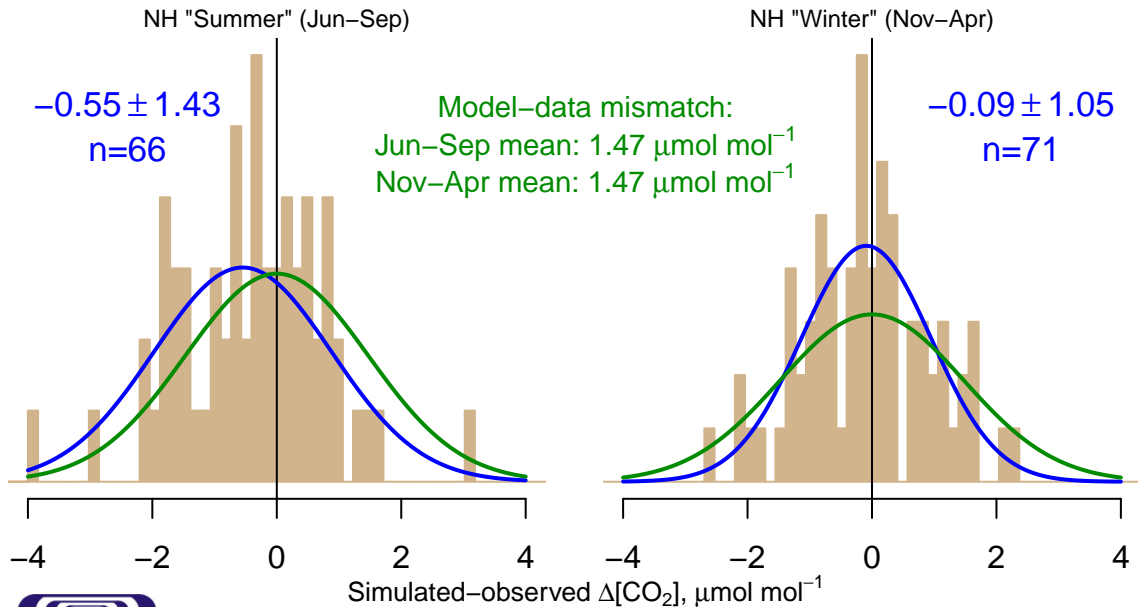 NH "Summer" (Jun−Sep)
NH "Winter" (Nov−Apr)
−0.55 ± 1.43
n=66
Model−data mismatch:
Jun−Sep mean: 1.47 μmol mol⁻¹
Nov−Apr mean: 1.47 μmol mol⁻¹
−0.09 ± 1.05
n=71
−4 −2 0 2 4
−4 −2 0 2 4
Simulated−observed Δ[CO₂], μmol mol⁻¹